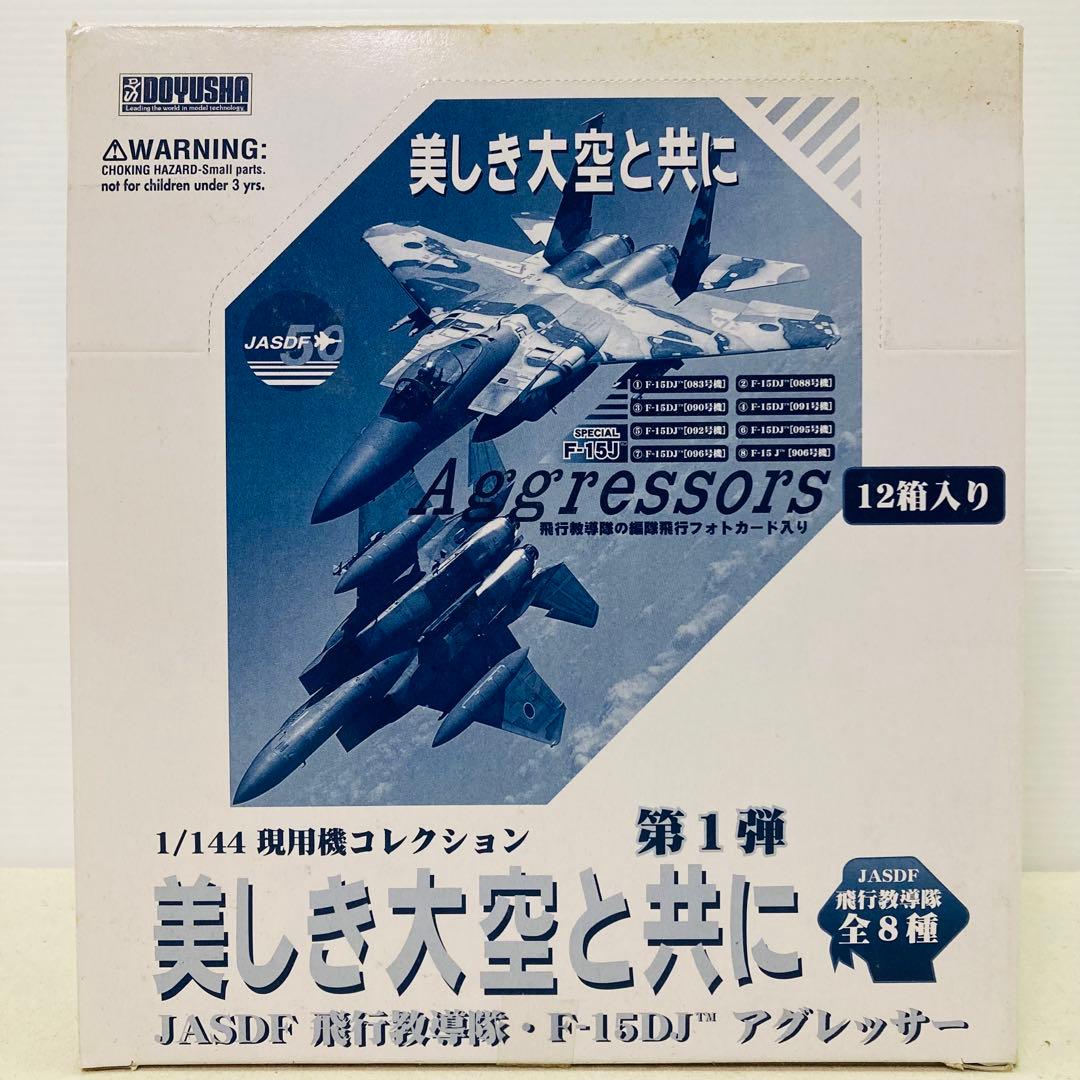 DOYUSHA
Leading the world in model technology.
⚠WARNING:
CHOKING HAZARD-Small parts.
not for children under 3 yrs.
美しき大空と共に
JASDF 50
① F-15DJ™[083号機] ② F-15DJ™[088号機]
③ F-15DJ™[090号機] ④ F-15DJ™[091号機]
⑤ F-15DJ™[092号機] ⑥ F-15DJ™[095号機]
⑦ F-15DJ™[096号機] ⑧ F-15J™[906号機]
SPECIAL
F-15J™
Aggressors
飛行教導隊の編隊飛行フォトカード入り
12箱入り
1/144 現用機コレクション 第1弾
美しき大空と共に
JASDF
飛行教導隊
全8種
JASDF 飛行教導隊・F-15DJ™ アグレッサー